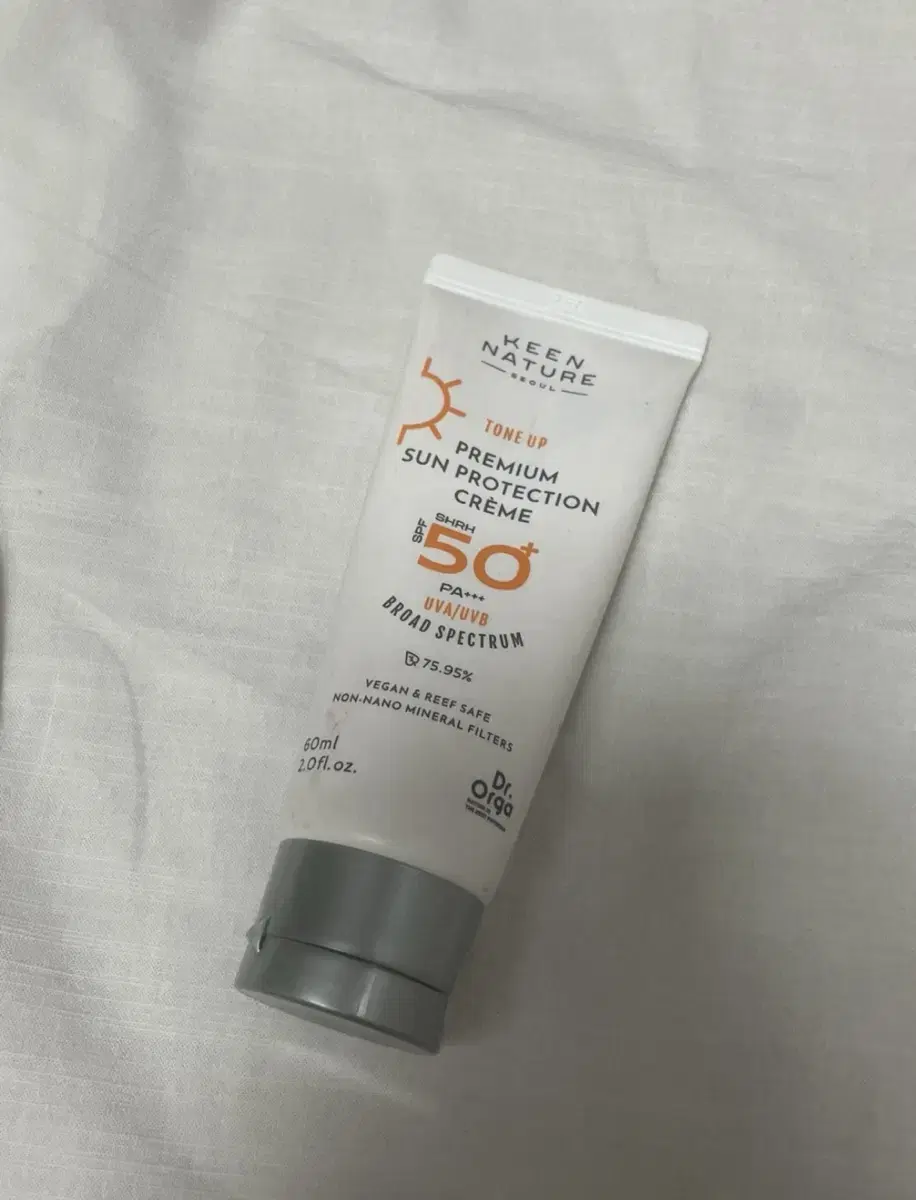 KEEN
NATURE
SEOUL
TONE UP
PREMIUM
SUN PROTECTION
CRÈME
SPF SHRH 50+
PA+++
UVA/UVB
BROAD SPECTRUM
75.95%
VEGAN & REEF SAFE
NON-NANO MINERAL FILTERS
60ml
2.0fl.oz.
Dr.
Orga